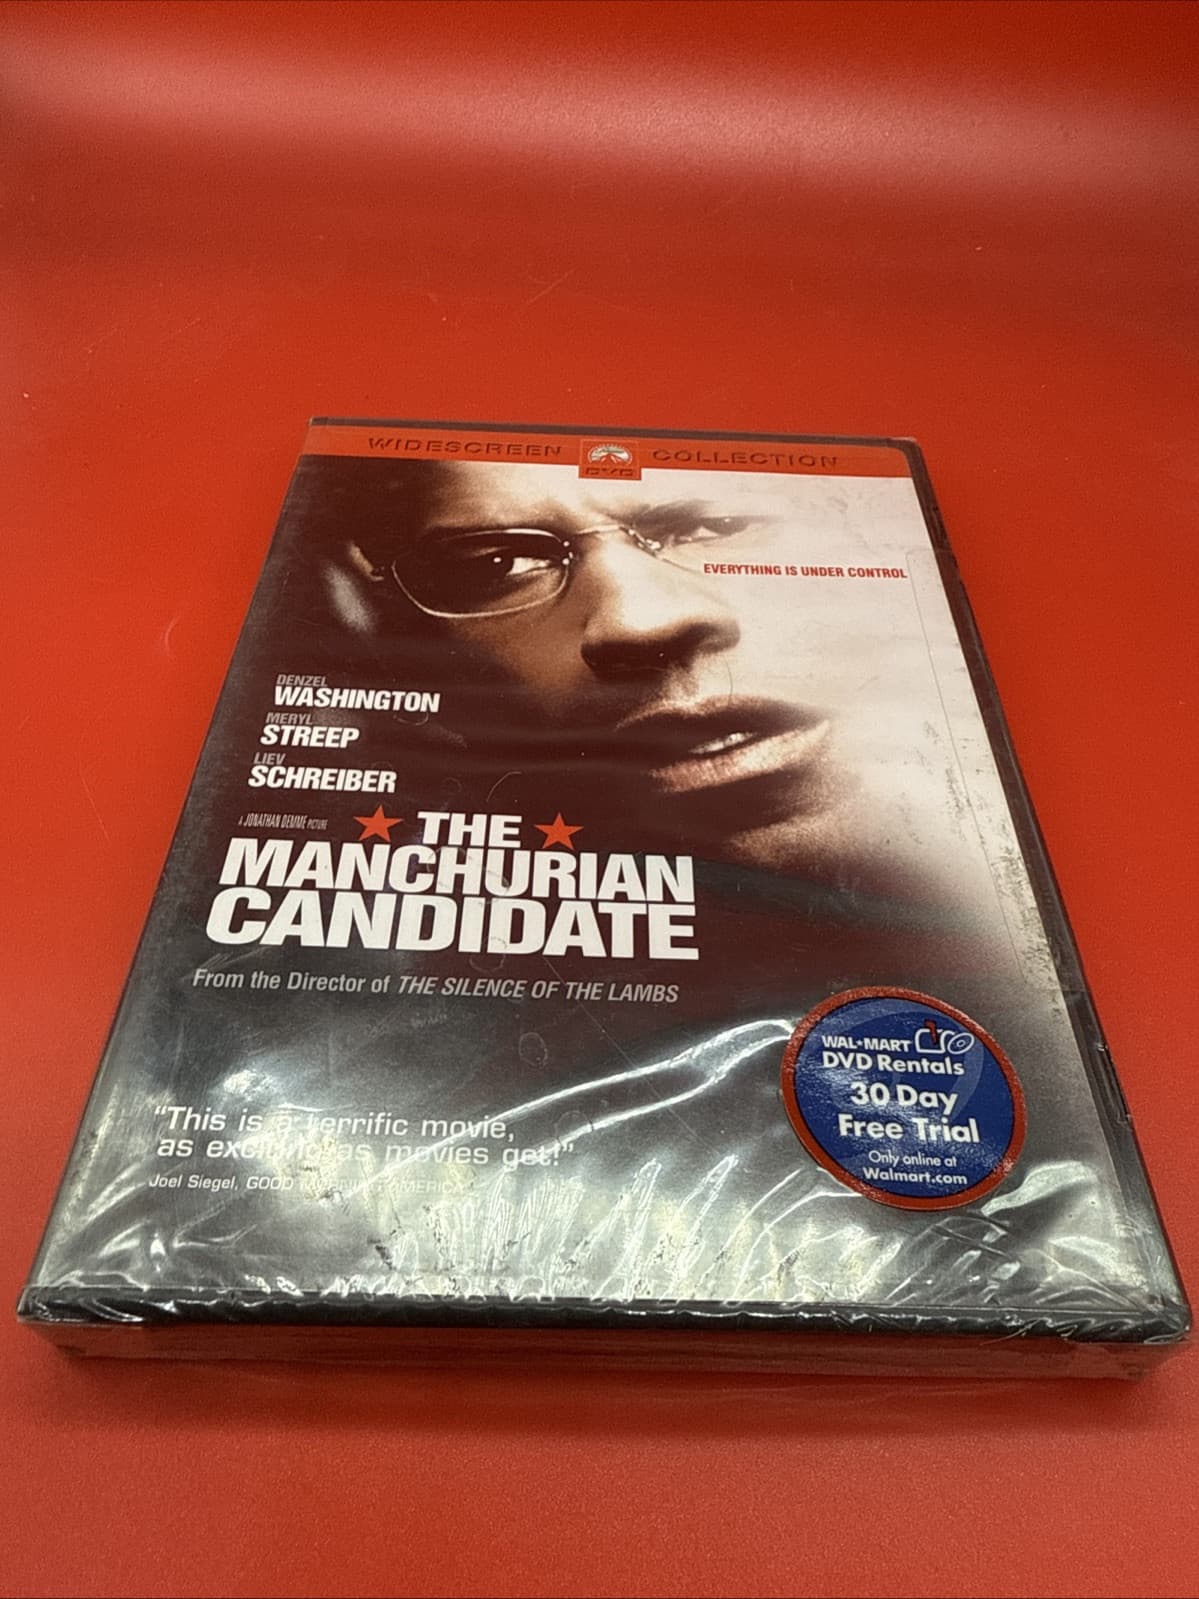 WIDESCREEN DVD COLLECTION
EVERYTHING IS UNDER CONTROL
DENZEL
WASHINGTON
MERYL
STREEP
LIEV
SCHREIBER
A JONATHAN DEMME PICTURE
THE
MANCHURIAN
CANDIDATE
From the Director of THE SILENCE OF THE LAMBS
WAL★MART
DVD Rentals
30 Day
Free Trial
Only online at
Walmart.com
“This is a terrific movie,
as exciting as movies get!”
Joel Siegel, GOOD MORNING AMERICA